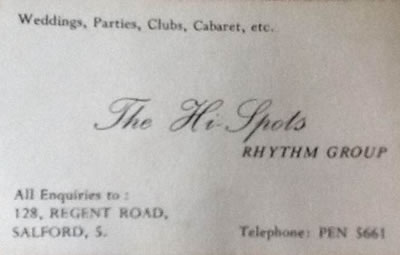 Weddings, Parties, Clubs, Cabaret, etc.
The Hi-Spots
RHYTHM GROUP
All Enquiries to :
128, REGENT ROAD,
SALFORD, 5.
Telephone: PEN 5661